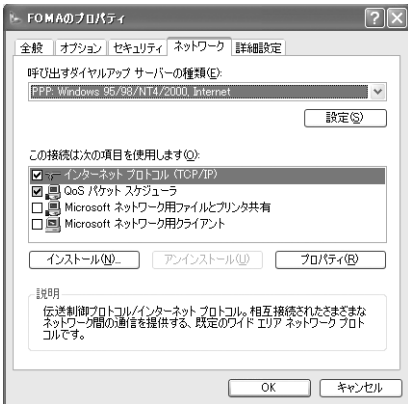 FOMAのプロパティ
全般 オプション セキュリティ ネットワーク 詳細設定
呼び出すダイヤルアップ サーバーの種類(E):
PPP: Windows 95/98/NT4/2000, Internet
設定(S)
この接続は次の項目を使用します(O):
インターネット プロトコル (TCP/IP)
QoS パケット スケジューラ
Microsoft ネットワーク用ファイルとプリンタ共有
Microsoft ネットワーク用クライアント
インストール(N)... アンインストール(U) プロパティ(R)
説明
伝送制御プロトコル/インターネット プロトコル。相互接続されたさまざまな
ネットワーク間の通信を提供する、既定のワイド エリア ネットワーク プロト
コルです。
OK キャンセル